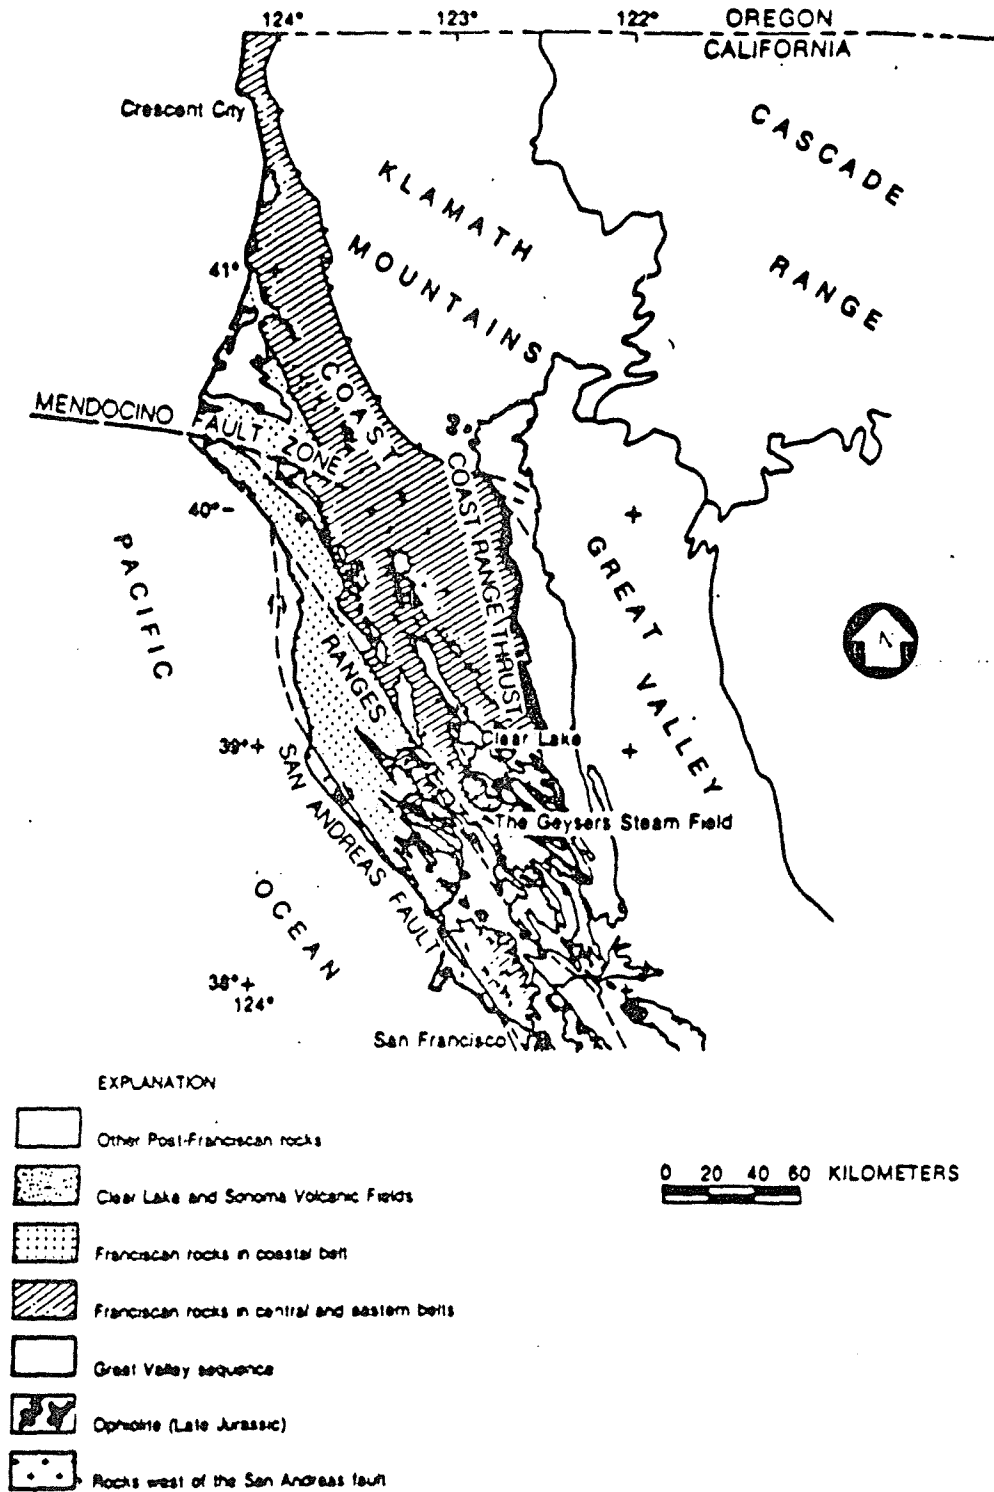 124° 123° 122° OREGON
CALIFORNIA
Crescent City
CASCADE
RANGE
KLAMATH
MOUNTAINS
41°
COAST
RANGES
MENDOCINO FAULT ZONE
COAST RANGE THRUST
40°
PACIFIC
OCEAN
GREAT VALLEY
N
Clear Lake
39°
SAN ANDREAS FAULT
The Geysers Steam Field
38°
124°
San Francisco
EXPLANATION
Other Post-Franciscan rocks
Clear Lake and Sonoma Volcanic Fields
Franciscan rocks in coastal belt
Franciscan rocks in central and eastern belts
Great Valley sequence
Ophiolite (Late Jurassic)
Rocks west of the San Andreas fault
0 20 40 60 KILOMETERS